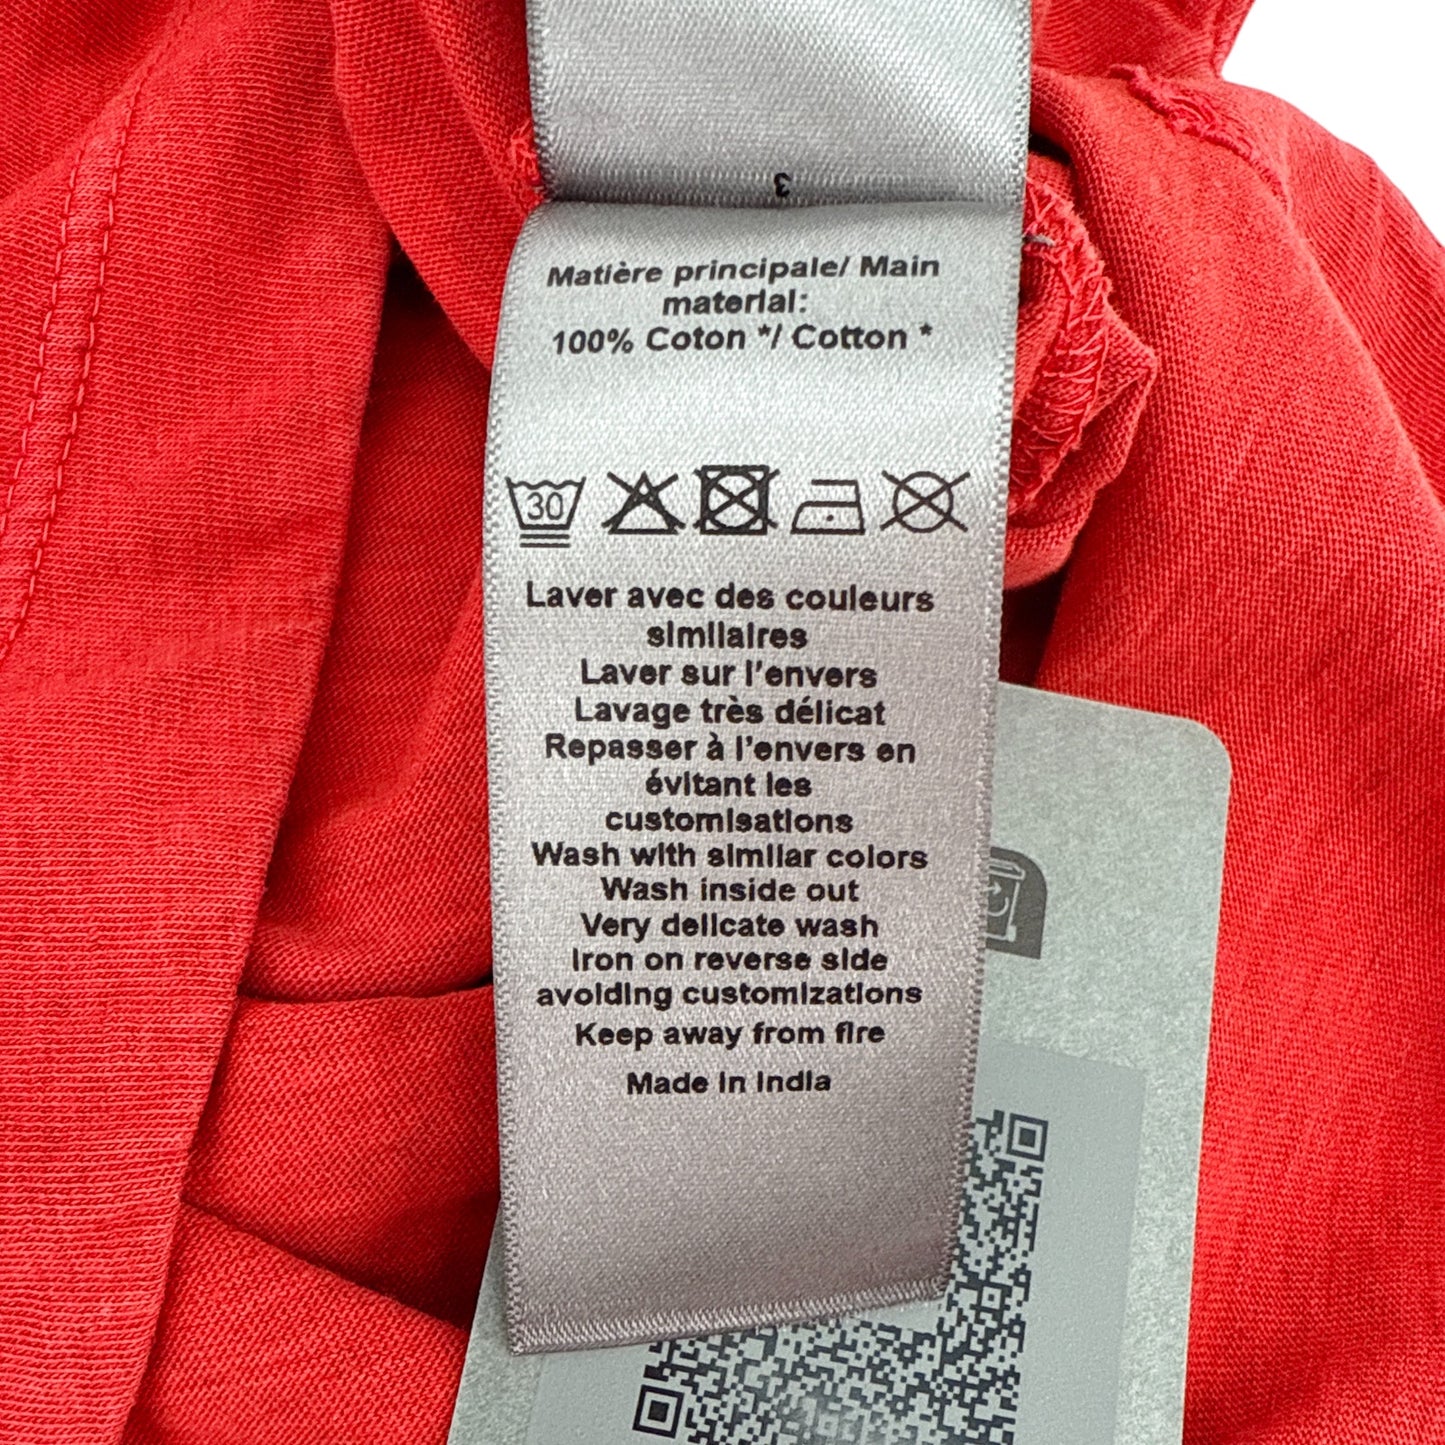 3
Matière principale/ Main
material:
100% Coton */ Cotton *
30
Laver avec des couleurs
similaires
Laver sur l'envers
Lavage très délicat
Repasser à l'envers en
évitant les
customisations
Wash with similar colors
Wash inside out
Very delicate wash
Iron on reverse side
avoiding customizations
Keep away from fire
Made in India